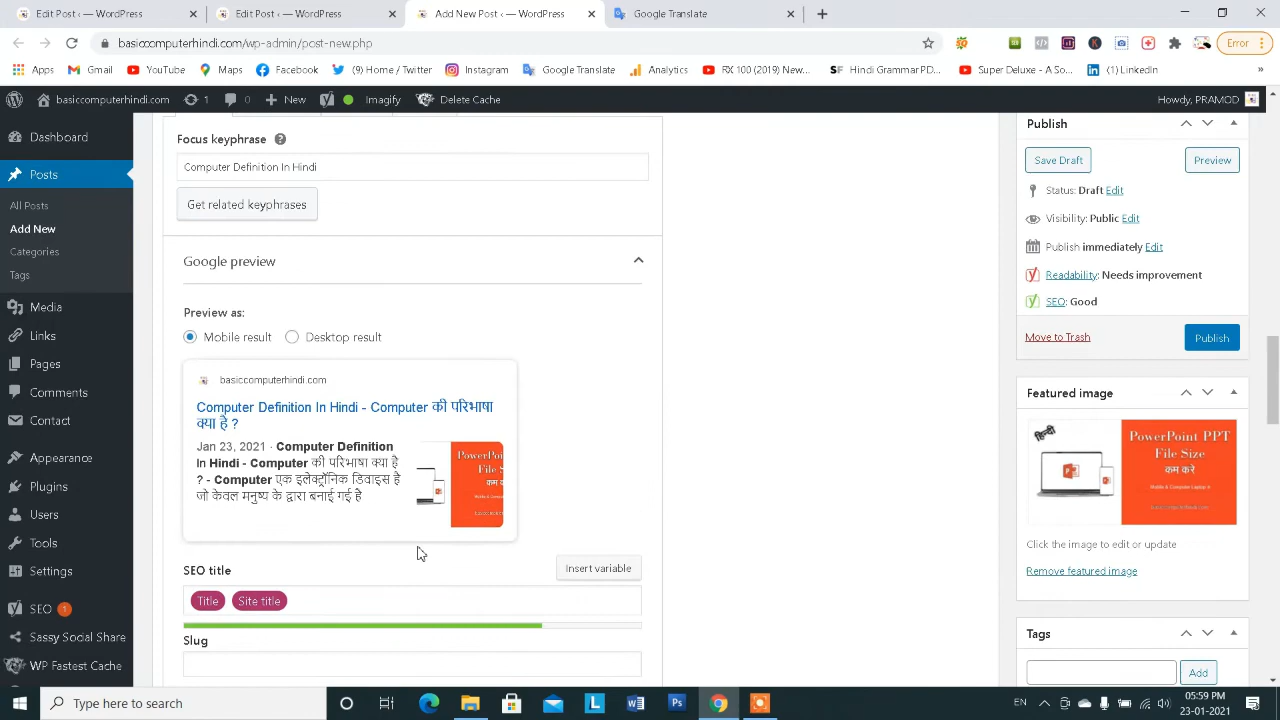 Edit Post ‹ — WordPress
Edit Post ‹ — WordPress
Add New Post ‹ — WordPress
Google Translate
basiccomputerhindi.com/wp-admin/post-new.php
Error
Apps
Gmail
YouTube
Maps
Facebook
(9) Home / Twitter
Instagram
Google Translate
Analytics
RX 100 (2019) New...
Hindi Grammar PD...
Super Deluxe - A So...
(1) LinkedIn
»
basiccomputerhindi.com
1
0
New
Imagify
Delete Cache
Howdy, PRAMOD
Dashboard
Posts
All Posts
Add New
Categories
Tags
Media
Links
Pages
Comments
Contact
Appearance
Plugins
Users
Tools
Settings
SEO 1
Sassy Social Share
WP Fastest Cache
Focus keyphrase
Computer Definition In Hindi
Get related keyphrases
Google preview
Preview as:
Mobile result
Desktop result
basiccomputerhindi.com
Computer Definition In Hindi - Computer की परिभाषा
क्या है ?
Jan 23, 2021 · Computer Definition
In Hindi - Computer की परिभाषा क्या है
? - Computer एक इलेक्ट्रॉनिक डिवाइस है
जो केवल मनुष्य के द्वारा बनाई गई है
SEO title
Insert variable
Title
Site title
Slug
Publish
Save Draft
Preview
Status: Draft Edit
Visibility: Public Edit
Publish immediately Edit
Readability: Needs improvement
SEO: Good
Move to Trash
Publish
Featured image
हिन्दी
PowerPoint PPT
File Size
कम करे
Click the image to edit or update
Remove featured image
Tags
Add
Type here to search
EN
05:59 PM
23-01-2021